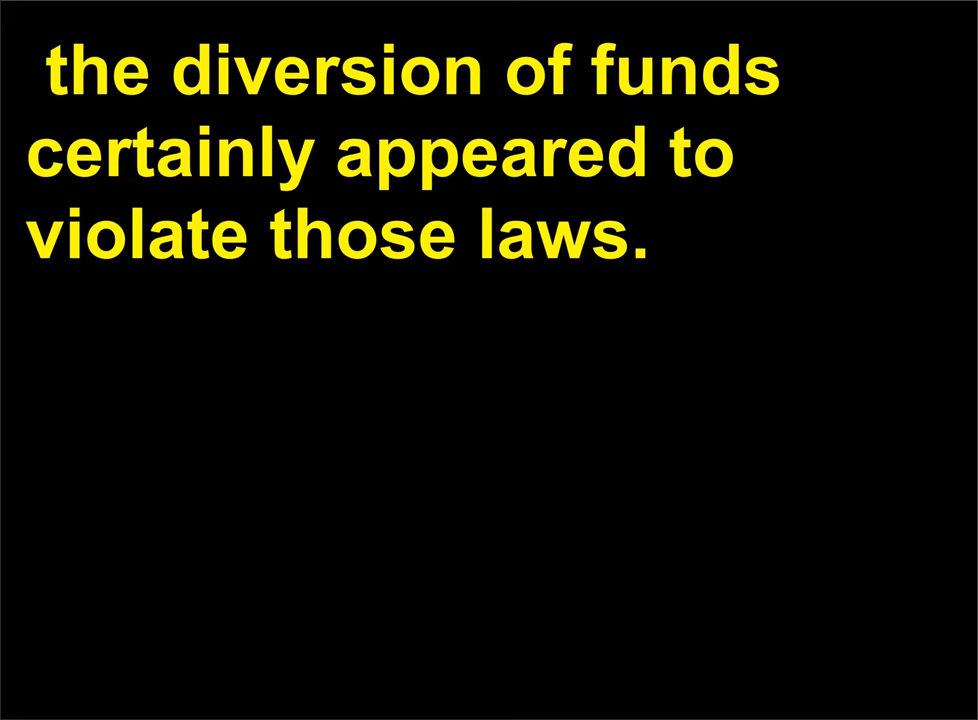 the diversion of funds
certainly appeared to
violate those laws.